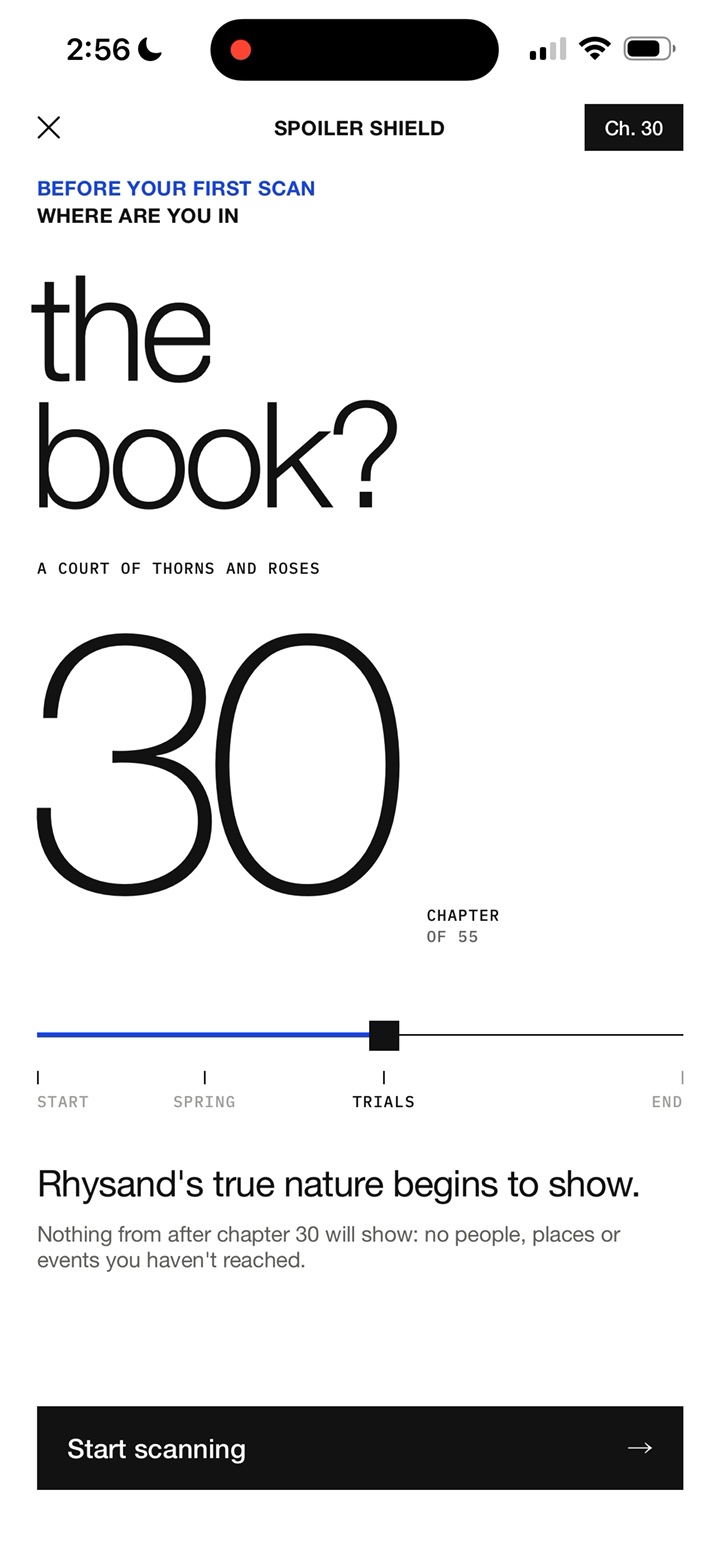 2:56
SPOILER SHIELD
Ch. 30
BEFORE YOUR FIRST SCAN
WHERE ARE YOU IN
the
book?
A COURT OF THORNS AND ROSES
30
CHAPTER
OF 55
START SPRING TRIALS END
Rhysand's true nature begins to show.
Nothing from after chapter 30 will show: no people, places or
events you haven't reached.
Start scanning →